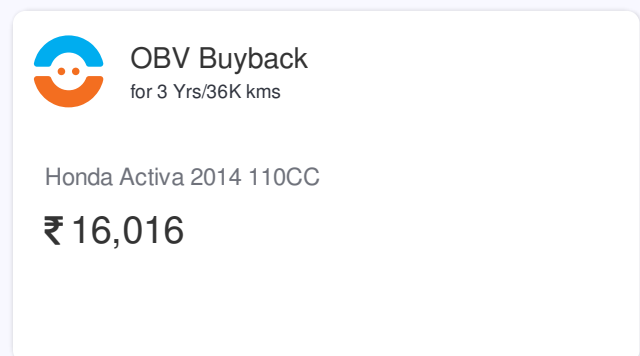 OBV Buyback
for 3 Yrs/36K kms
Honda Activa 2014 110CC
₹ 16,016